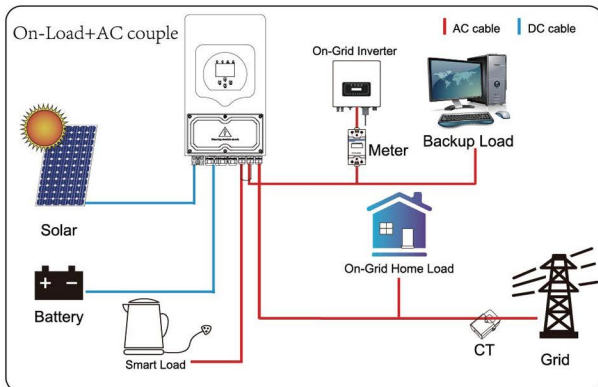 On-Load+AC couple
AC cable
DC cable
On-Grid Inverter
Meter
Backup Load
Solar
On-Grid Home Load
Battery
Smart Load
CT
Grid